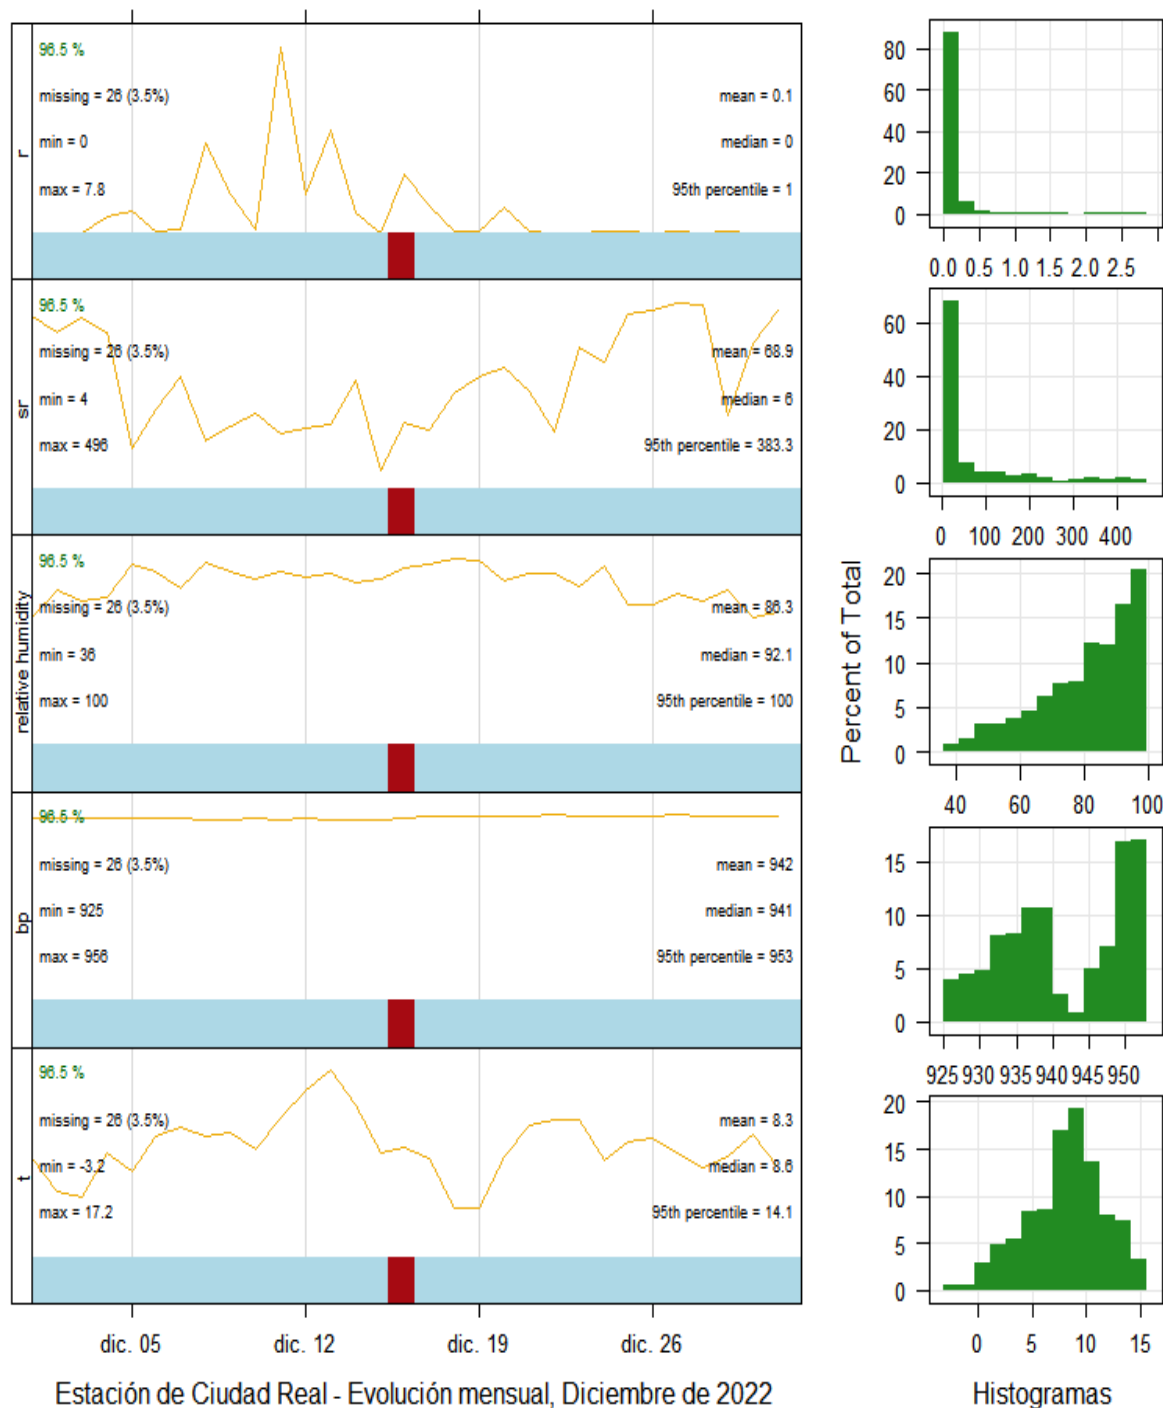 r
96.5 %
missing = 26 (3.5%)
min = 0
max = 7.8
mean = 0.1
median = 0
95th percentile = 1
sr
96.5 %
missing = 26 (3.5%)
min = 4
max = 496
mean = 68.9
median = 6
95th percentile = 383.3
relative humidity
96.5 %
missing = 26 (3.5%)
min = 36
max = 100
mean = 86.3
median = 92.1
95th percentile = 100
bp
96.5 %
missing = 26 (3.5%)
min = 925
max = 956
mean = 942
median = 941
95th percentile = 953
t
96.5 %
missing = 26 (3.5%)
min = -3.2
max = 17.2
mean = 8.3
median = 8.6
95th percentile = 14.1
dic. 05 dic. 12 dic. 19 dic. 26
Estación de Ciudad Real - Evolución mensual, Diciembre de 2022
Percent of Total
80
60
40
20
0
0.0 0.5 1.0 1.5 2.0 2.5
60
40
20
0
0 100 200 300 400
20
15
10
5
0
40 60 80 100
15
10
5
0
925 930 935 940 945 950
20
15
10
5
0
0 5 10 15
Histogramas